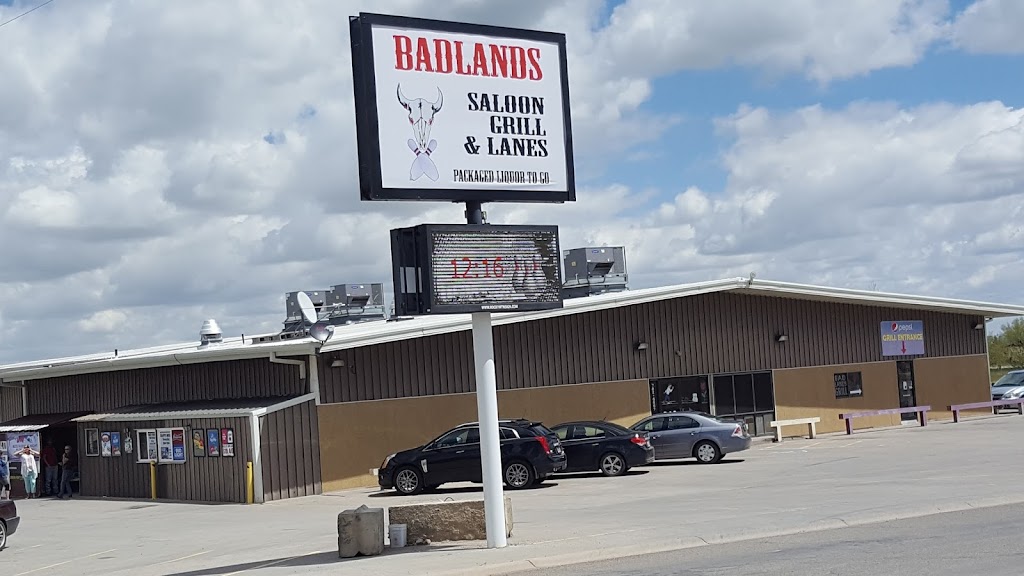 BADLANDS
SALOON
GRILL
& LANES
PACKAGED LIQUOR TO GO
12:16
pepsi
GRILL ENTRANCE